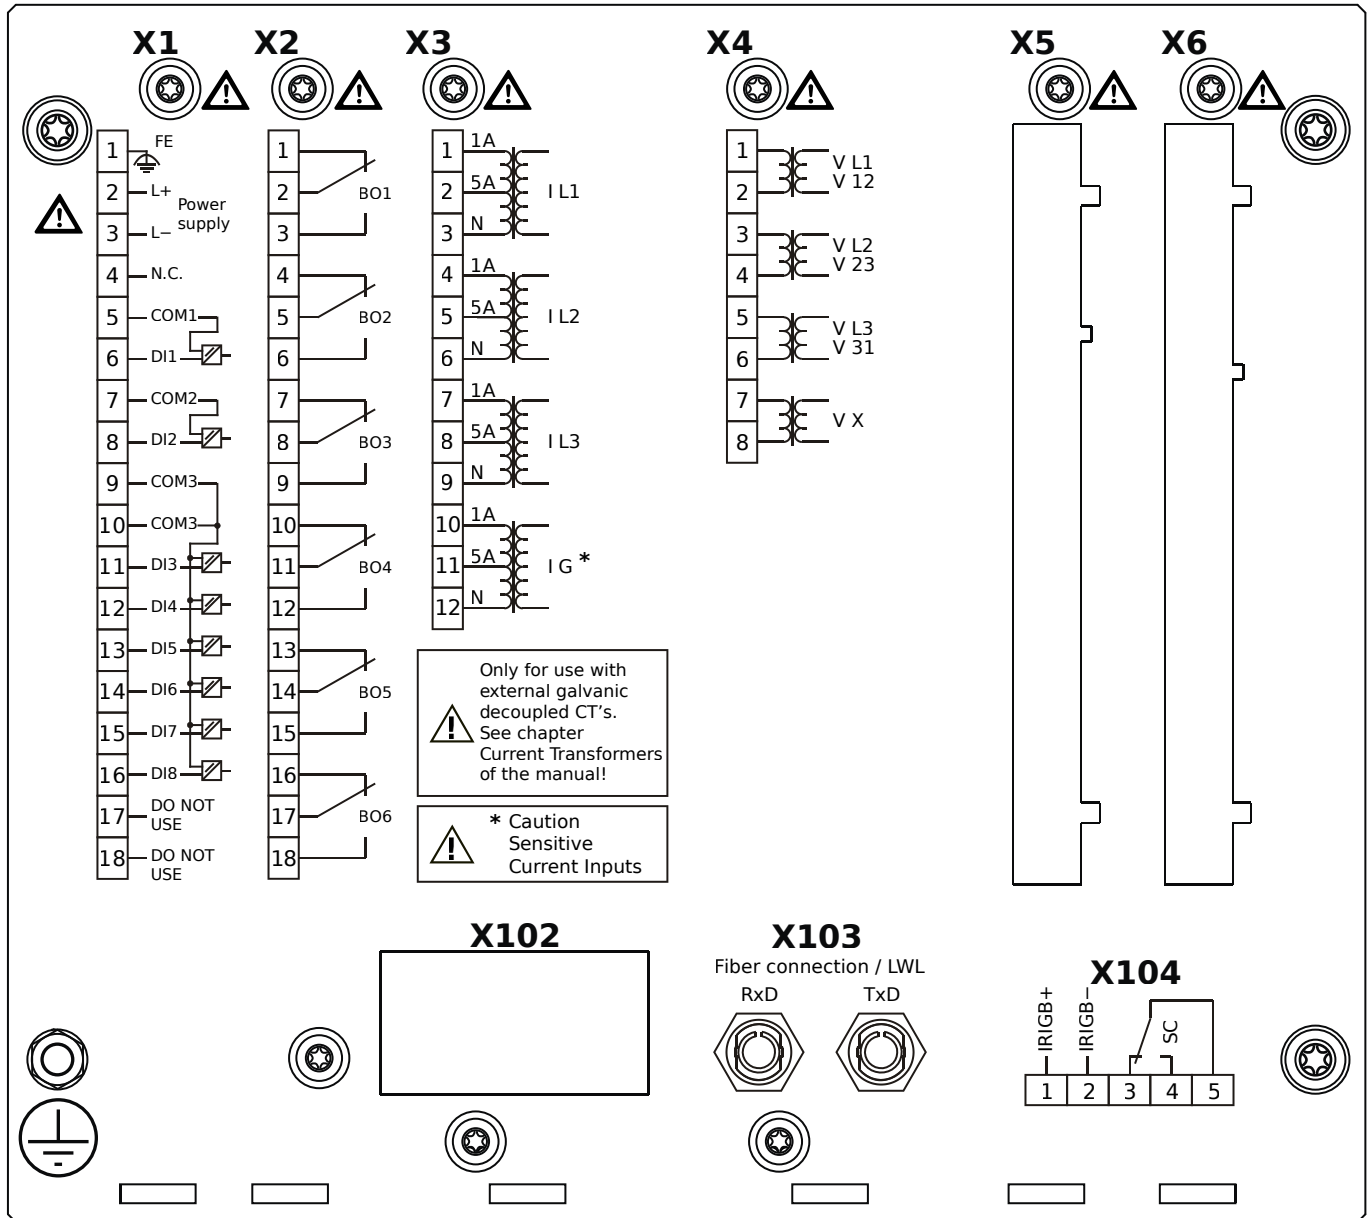 X1
X2
X3
X4
X5
X6
1
FE
2
L+
Power
supply
3
L−
4
N.C.
5
COM1
6
DI1
7
COM2
8
DI2
9
COM3
10
COM3
11
DI3
12
DI4
13
DI5
14
DI6
15
DI7
16
DI8
17
DO NOT
USE
18
DO NOT
USE
1
2
BO1
3
4
5
BO2
6
7
8
BO3
9
10
11
BO4
12
13
14
BO5
15
16
17
BO6
18
1
1A
2
5A
I L1
3
N
4
1A
5
5A
I L2
6
N
7
1A
8
5A
I L3
9
N
10
1A
11
5A
I G *
12
N
Only for use with
external galvanic
decoupled CT's.
See chapter
Current Transformers
of the manual!
* Caution
Sensitive
Current Inputs
1
V L1
2
V 12
3
V L2
4
V 23
5
V L3
6
V 31
7
V X
8
X102
X103
Fiber connection / LWL
RxD
TxD
X104
IRIGB+
IRIGB−
SC
1 2 3 4 5